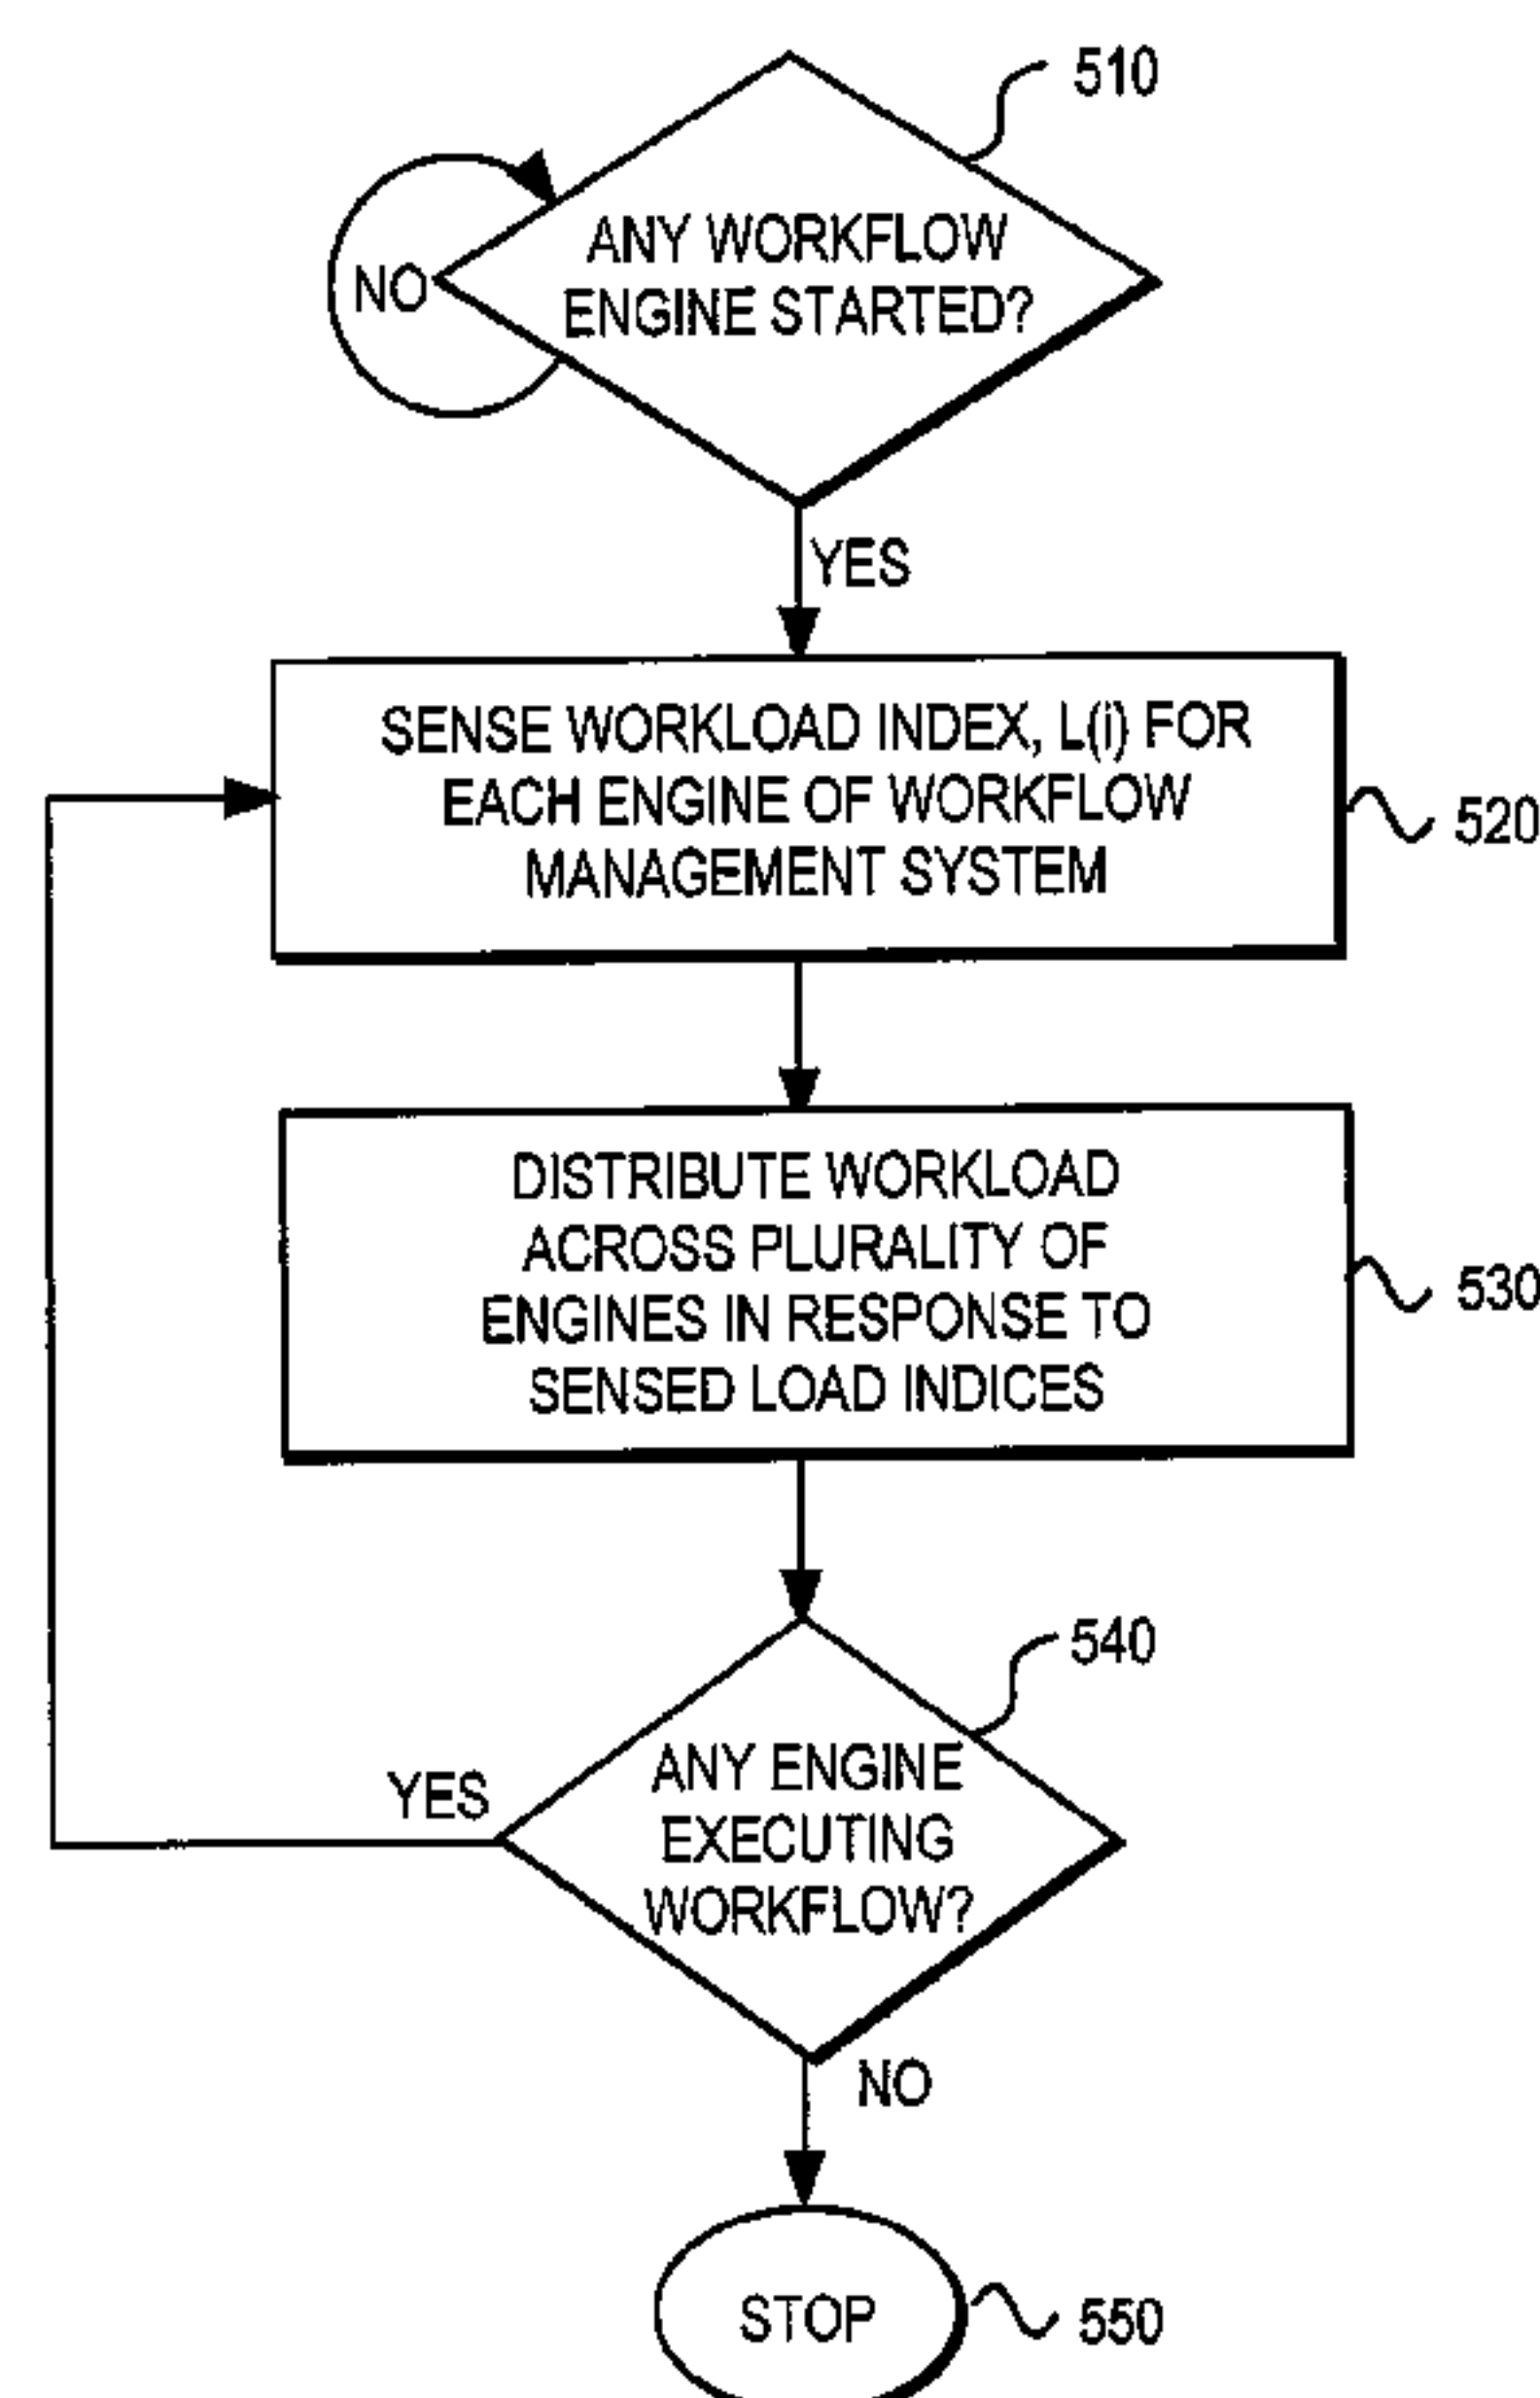 510
ANY WORKFLOW
ENGINE STARTED?
NO
YES
SENSE WORKLOAD INDEX, L(i) FOR
EACH ENGINE OF WORKFLOW
MANAGEMENT SYSTEM
520
DISTRIBUTE WORKLOAD
ACROSS PLURALITY OF
ENGINES IN RESPONSE TO
SENSED LOAD INDICES
530
540
ANY ENGINE
EXECUTING
WORKFLOW?
YES
NO
STOP
550